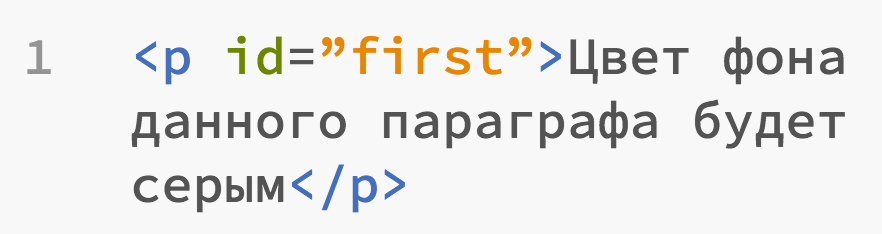 1 <p id=”first”>Цвет фона
данного параграфа будет
серым</p>